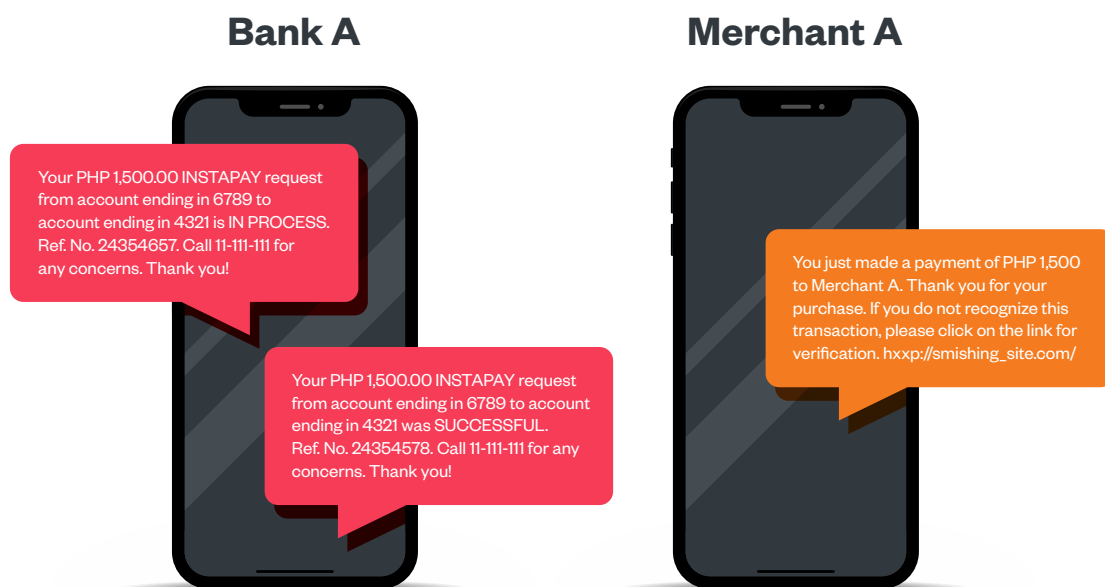 Bank A
Your PHP 1,500.00 INSTAPAY request
from account ending in 6789 to
account ending in 4321 is IN PROCESS.
Ref. No. 24354657. Call 11-111-111 for
any concerns. Thank you!
Your PHP 1,500.00 INSTAPAY request
from account ending in 6789 to account
ending in 4321 was SUCCESSFUL.
Ref. No. 24354578. Call 11-111-111 for any
concerns. Thank you!
Merchant A
You just made a payment of PHP 1,500
to Merchant A. Thank you for your
purchase. If you do not recognize this
transaction, please click on the link for
verification. hxxp://smishing_site.com/